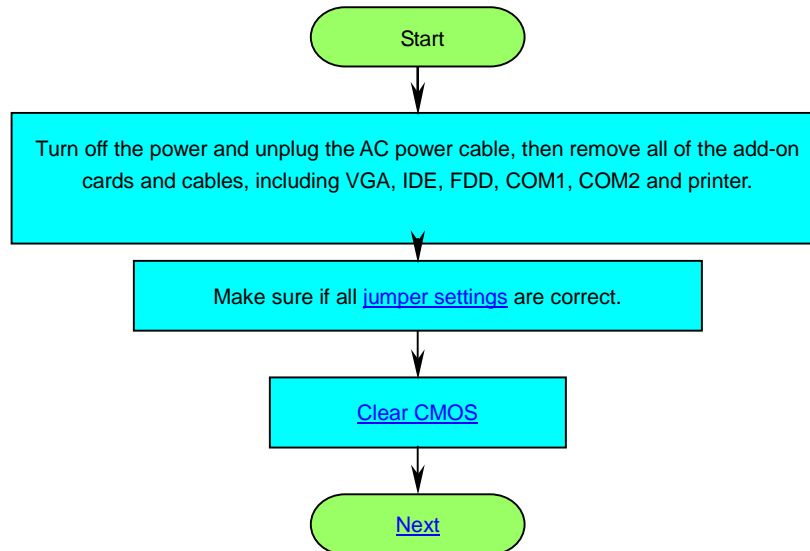 Start
Turn off the power and unplug the AC power cable, then remove all of the add-on
cards and cables, including VGA, IDE, FDD, COM1, COM2 and printer.
Make sure if all jumper settings are correct.
Clear CMOS
Next